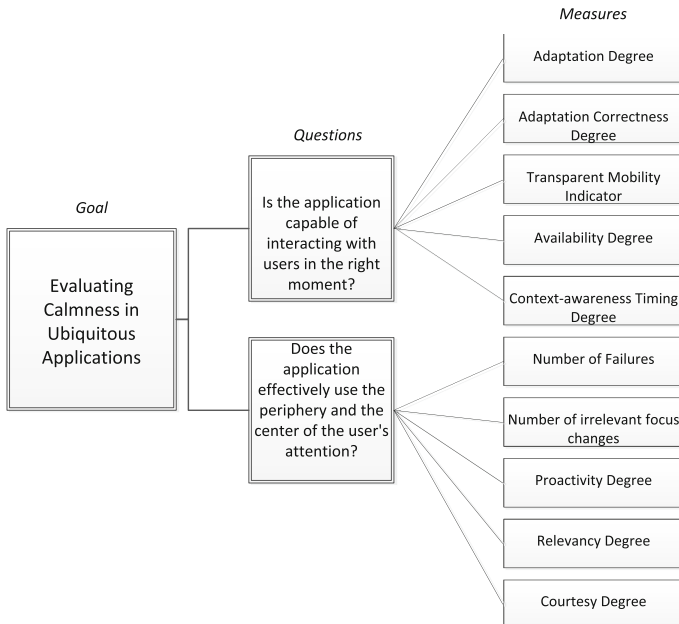 Measures
Adaptation Degree
Adaptation Correctness
Degree
Transparent Mobility
Indicator
Availability Degree
Context-awareness Timing
Degree
Number of Failures
Number of irrelevant focus
changes
Proactivity Degree
Relevancy Degree
Courtesy Degree
Questions
Is the application
capable of
interacting with
users in the right
moment?
Does the
application
effectively use the
periphery and the
center of the user's
attention?
Goal
Evaluating
Calmness in
Ubiquitous
Applications